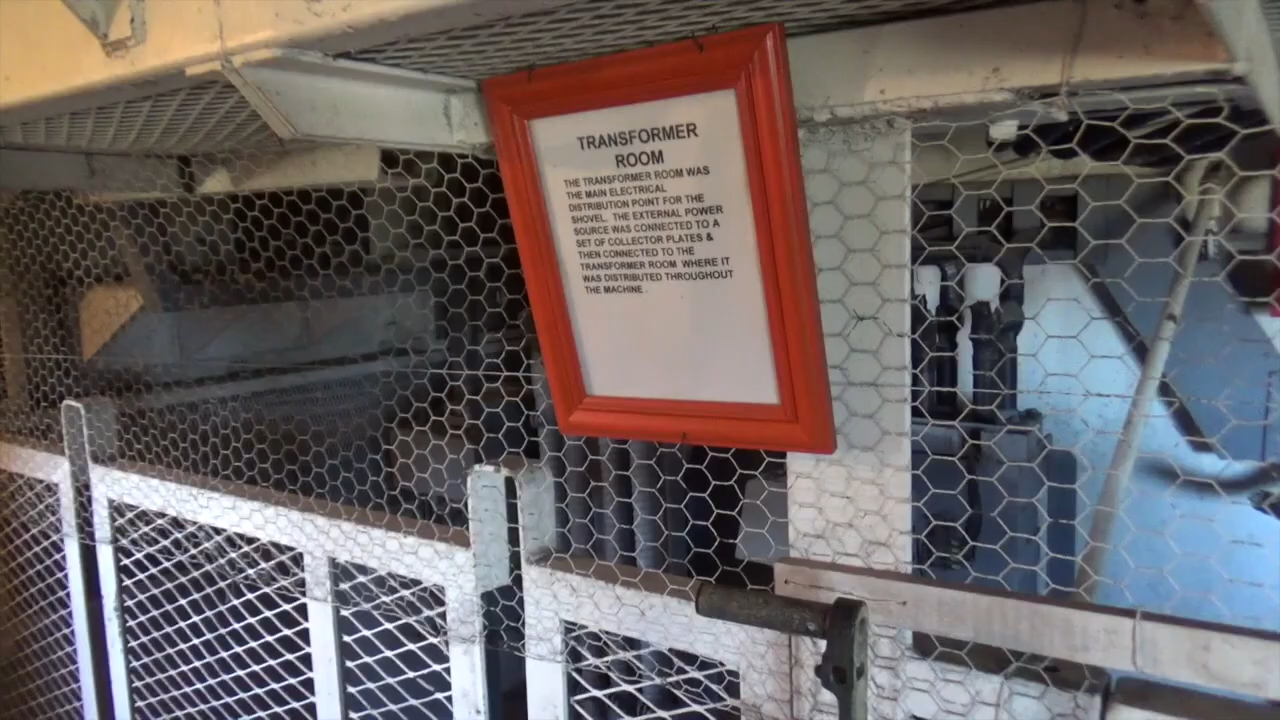 TRANSFORMER
ROOM
THE TRANSFORMER ROOM WAS
THE MAIN ELECTRICAL
DISTRIBUTION POINT FOR THE
SHOVEL. THE EXTERNAL POWER
SOURCE WAS CONNECTED TO A
SET OF COLLECTOR PLATES &
THEN CONNECTED TO THE
TRANSFORMER ROOM WHERE IT
WAS DISTRIBUTED THROUGHOUT
THE MACHINE.